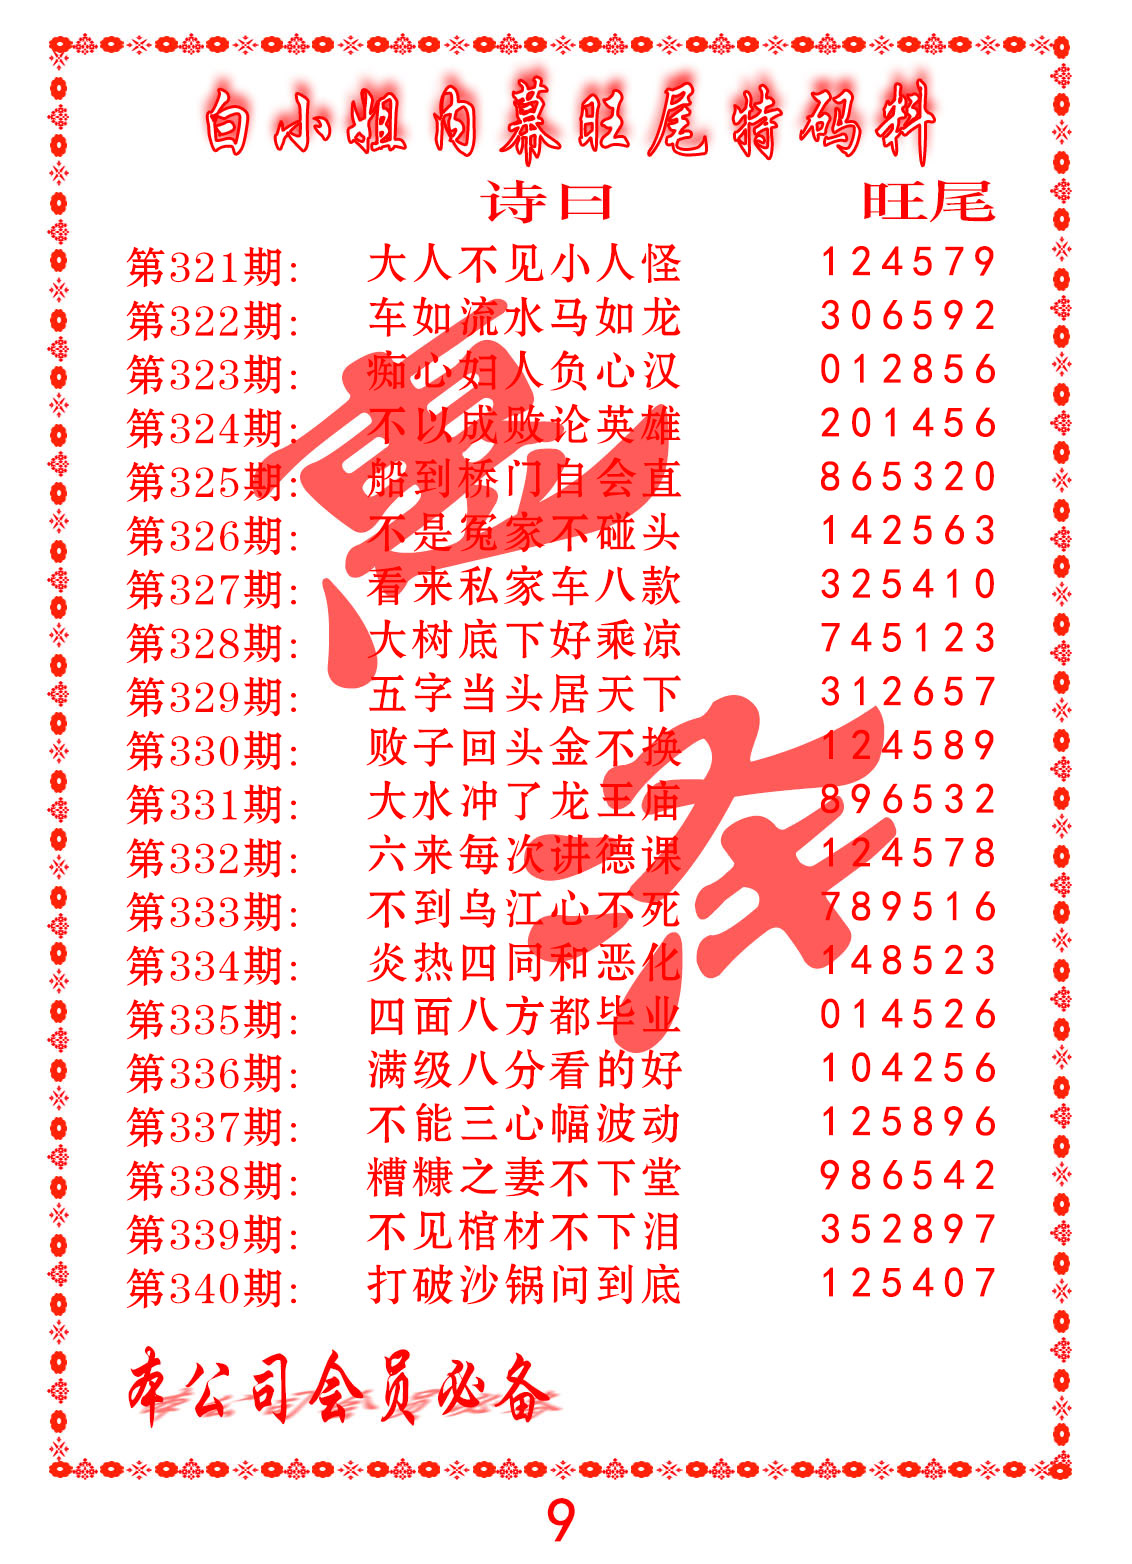 白小姐内幕旺尾特码料
诗曰 旺尾
第321期: 大人不见小人怪 124579
第322期: 车如流水马如龙 306592
第323期: 痴心妇人负心汉 012856
第324期: 不以成败论英雄 201456
第325期: 船到桥门自会直 865320
第326期: 不是冤家不碰头 142563
第327期: 看来私家车八款 325410
第328期: 大树底下好乘凉 745123
第329期: 五字当头居天下 312657
第330期: 败子回头金不换 124589
第331期: 大水冲了龙王庙 896532
第332期: 六来每次讲德课 124578
第333期: 不到乌江心不死 789516
第334期: 炎热四同和恶化 148523
第335期: 四面八方都毕业 014526
第336期: 满级八分看的好 104256
第337期: 不能三心幅波动 125896
第338期: 糟糠之妻不下堂 986542
第339期: 不见棺材不下泪 352897
第340期: 打破沙锅问到底 125407
本公司会员必备
9